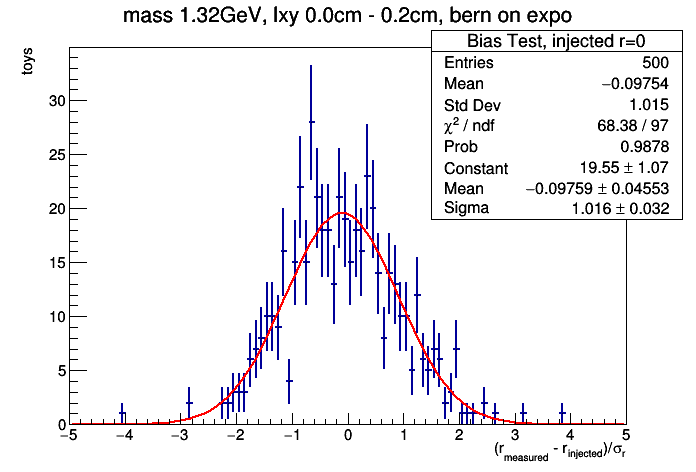 mass 1.32GeV, lxy 0.0cm - 0.2cm, bern on expo
toys
Bias Test, injected r=0
Entries 500
Mean −0.09754
Std Dev 1.015
χ² / ndf 68.38 / 97
Prob 0.9878
Constant 19.55 ± 1.07
Mean −0.09759 ± 0.04553
Sigma 1.016 ± 0.032
30
25
20
15
10
5
0
−5 −4 −3 −2 −1 0 1 2 3 4 5
(r_measured - r_injected)/σ_r